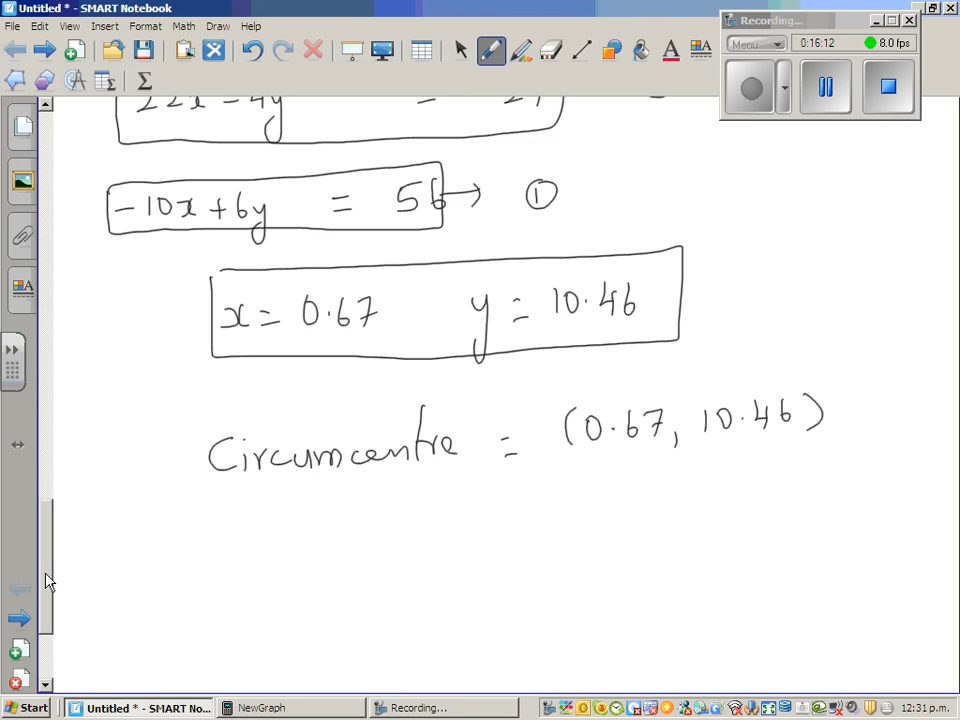 Untitled * - SMART Notebook
File Edit View Insert Format Math Draw Help
Recording...
Menu 0:16:12 8.0 fps
22x - 4y =
-10x + 6y = 56 → ①
x = 0.67 y = 10.46
Circumcentre = (0.67, 10.46)
Start Untitled * - SMART No... NewGraph Recording... 12:31 p.m.